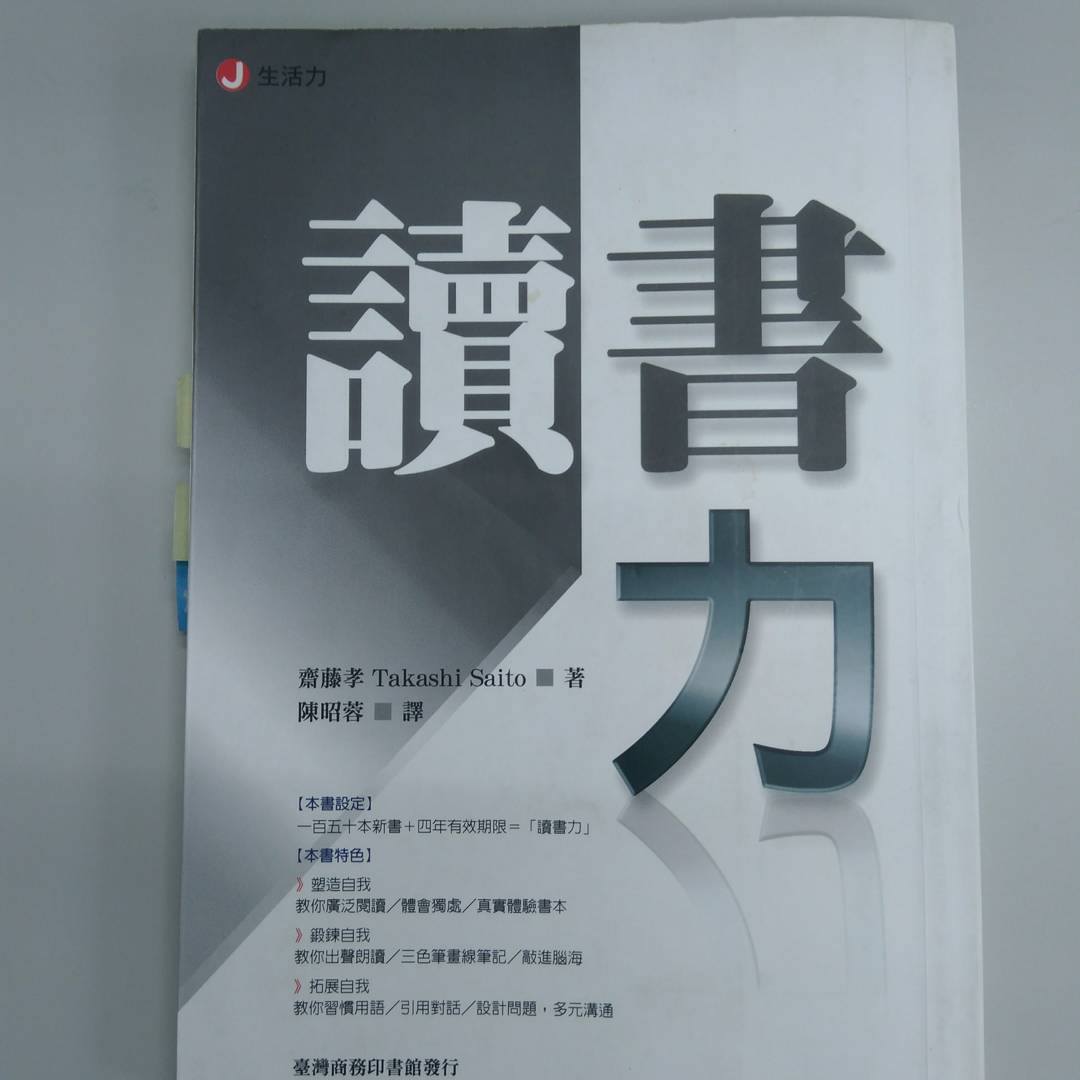 J 生活力
讀書
力
齋藤孝 Takashi Saito ■ 著
陳昭蓉 ■ 譯
【本書設定】
一百五十本新書＋四年有效期限＝「讀書力」
【本書特色】
》塑造自我
教你廣泛閱讀／體會獨處／真實體驗書本
》鍛鍊自我
教你出聲朗讀／三色筆畫線筆記／敲進腦海
》拓展自我
教你習慣用語／引用對話／設計問題，多元溝通
臺灣商務印書館發行